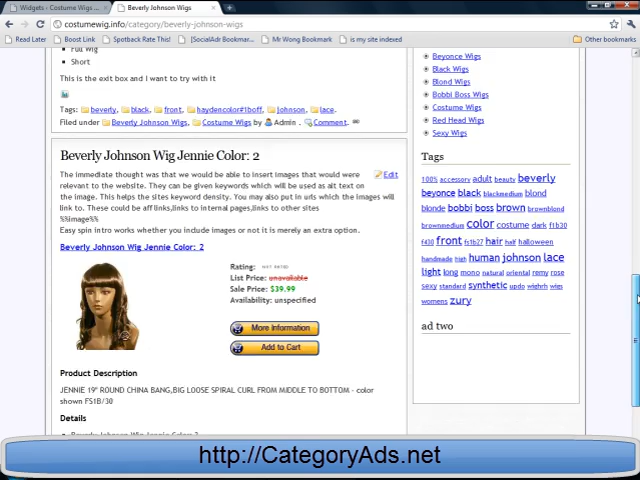 Widgets - Costume Wigs
Beverly Johnson Wigs
costumewig.info/category/beverly-johnson-wigs
Read Later
Boost Link
Spotback Rate This!
[SocialAdr Bookmar...
Mr Wong Bookmark
is my site indexed
Other bookmarks
Full Wig
Short
This is the exit box and I want to try with it
Tags: beverly, black, front, haydencolor#1boff, johnson, lace.
Filed under Beverly Johnson Wigs, Costume Wigs by Admin. Comment.
Beverly Johnson Wig Jennie Color: 2
Edit
The immediate thought was that we would be able to insert images that would were
relevant to the website. They can be given keywords which will be used as alt text on
the image. This helps the sites keyword density. You may also put in urls which the images will
link to. These could be aff links,links to internal pages,links to other sites
%%image%%
Easy spin intro works whether you include images or not it is merely an extra option.
Beverly Johnson Wig Jennie Color: 2
Rating: NOT RATED
List Price: unavailable
Sale Price: $39.99
Availability: unspecified
More Information
Add to Cart
Product Description
JENNIE 19" ROUND CHINA BANG,BIG LOOSE SPIRAL CURL FROM MIDDLE TO BOTTOM - color
shown FS1B/30
Details
Beverly Johnson Wig Jennie Color: 2
Beyonce Wigs
Black Wigs
Blond Wigs
Bobbi Boss Wigs
Costume Wigs
Red Head Wigs
Sexy Wigs
Tags
100% accessory adult beauty beverly
beyonce black blackmedium blond
blonde bobbi boss brown brownblond
brownmedium color costume dark f1b30
f430 front fs1b27 hair half halloween
handmade high human johnson lace
light long mono natural oriental remy rose
sexy standard synthetic updo wighrh wigs
womens zury
ad two
http://CategoryAds.net